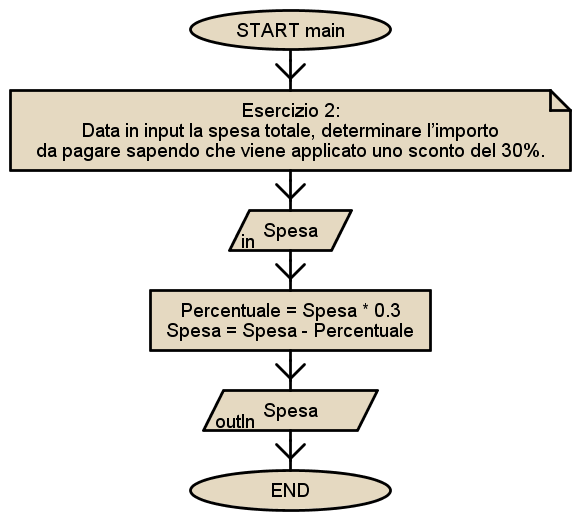 START main
Esercizio 2:
Data in input la spesa totale, determinare l'importo
da pagare sapendo che viene applicato uno sconto del 30%.
Spesa
in
Percentuale = Spesa * 0.3
Spesa = Spesa - Percentuale
Spesa
outln
END